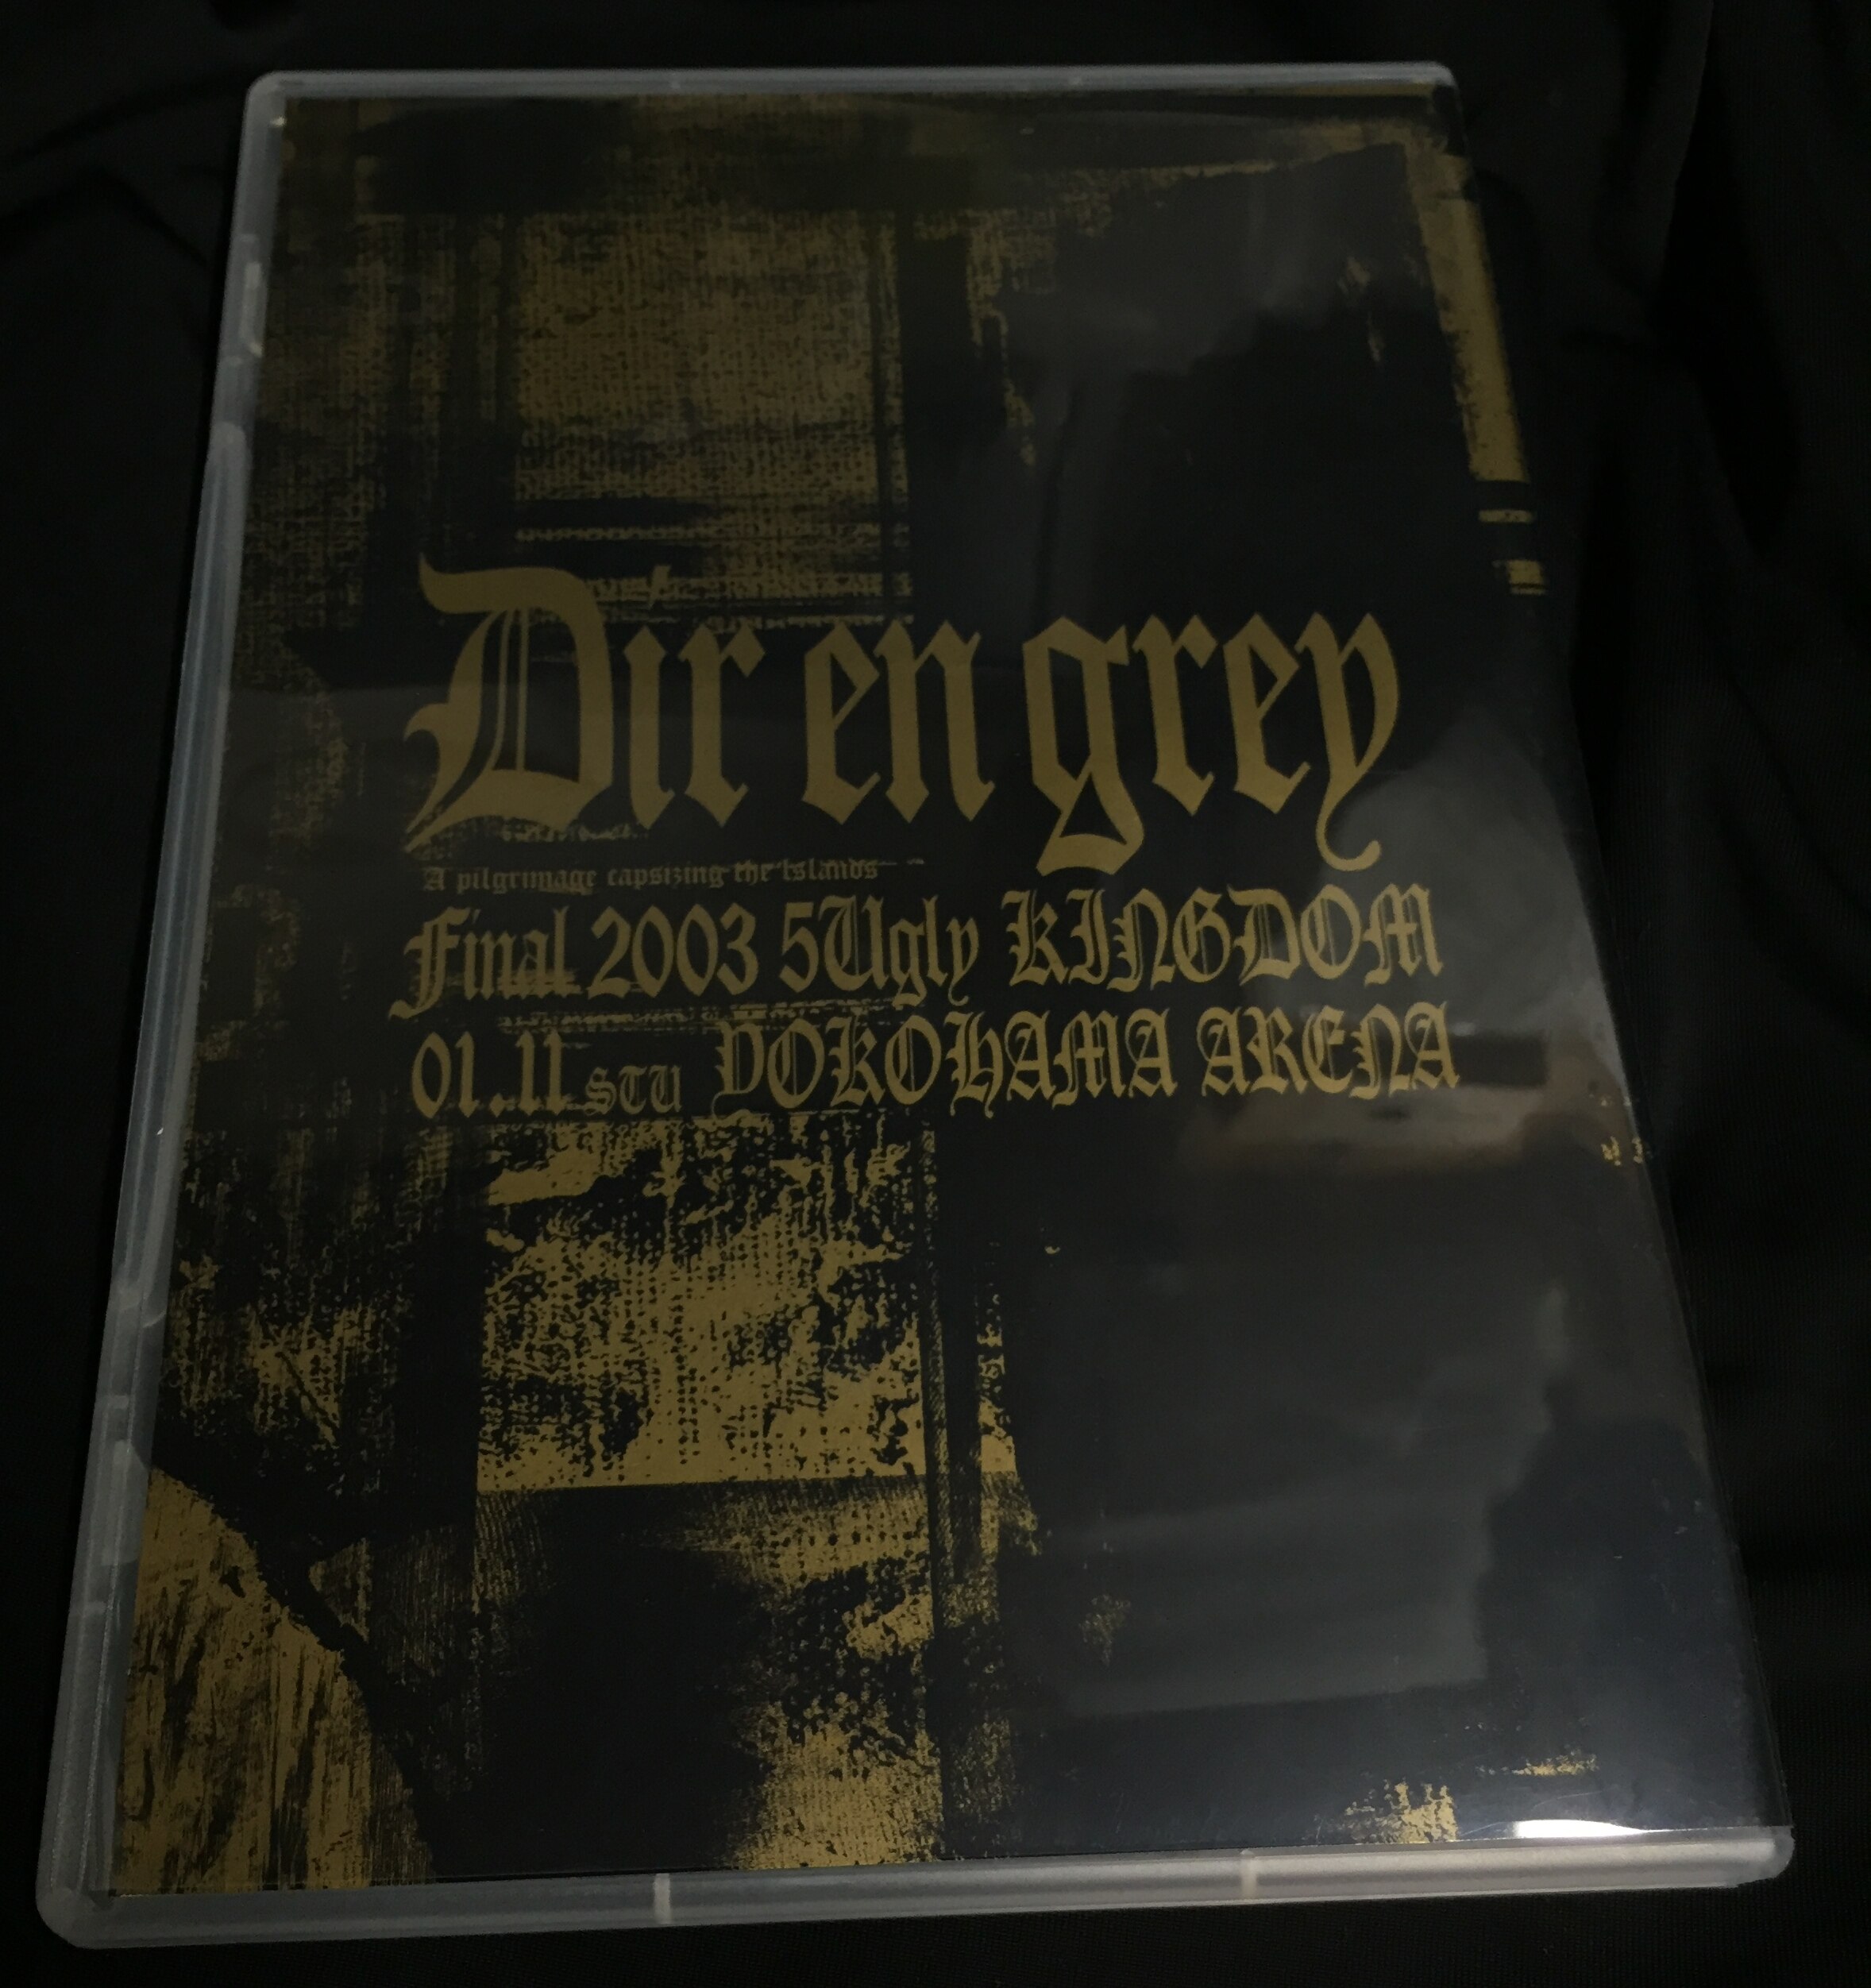 Dir en grey
A pilgrimage capsizing the islands
Final 2003 5Ugly KINGDOM
01.11 STU YOKOHAMA ARENA